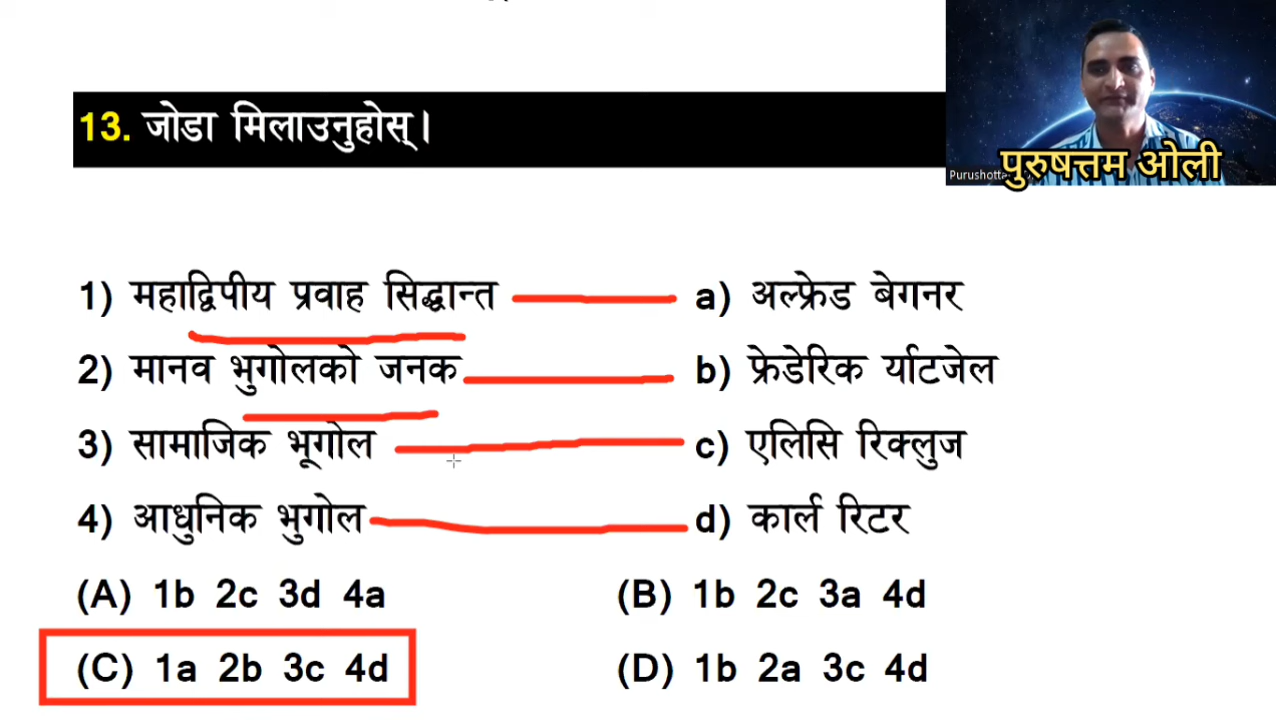 13. जोडा मिलाउनुहोस्।
पुरुषत्तम ओली
1) महाद्विपीय प्रवाह सिद्धान्त a) अल्फ्रेड बेगनर
2) मानव भुगोलको जनक b) फ्रेडेरिक र्याटजेल
3) सामाजिक भूगोल c) एलिसि रिक्लुज
4) आधुनिक भुगोल d) कार्ल रिटर
(A) 1b 2c 3d 4a (B) 1b 2c 3a 4d
(C) 1a 2b 3c 4d (D) 1b 2a 3c 4d